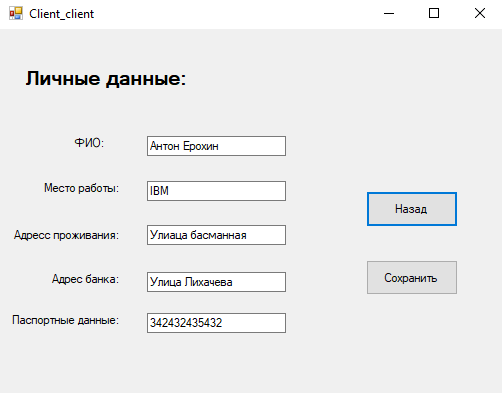 Client_client
Личные данные:
ФИО: Антон Ерохин
Место работы: IBM
Адресс проживания: Улиаца басманная
Назад
Адрес банка: Улица Лихачева
Сохранить
Паспортные данные: 342432435432